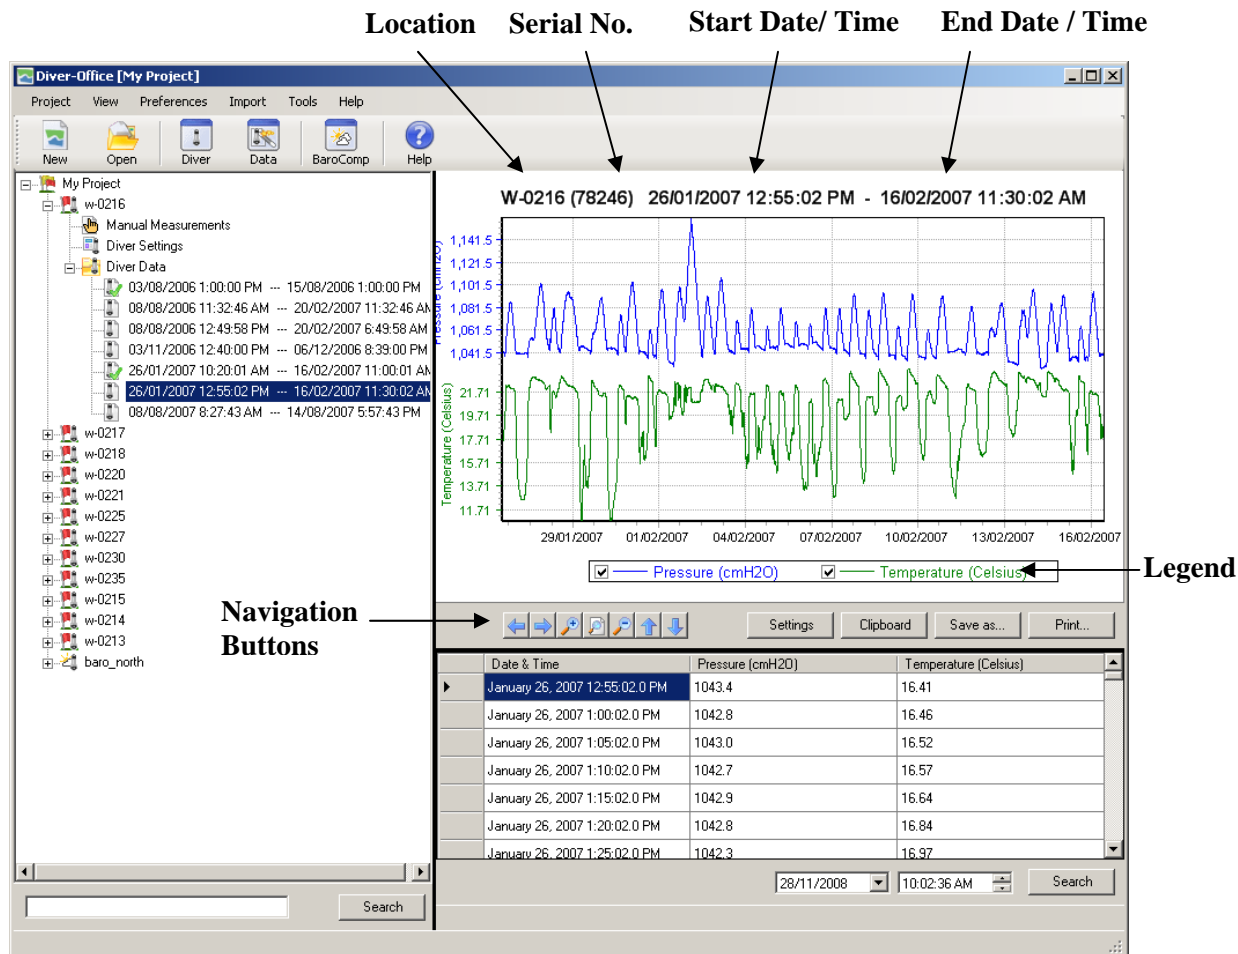 Location Serial No. Start Date/ Time End Date / Time
Diver-Office [My Project]
Project View Preferences Import Tools Help
New Open Diver Data BaroComp Help
My Project
w-0216
Manual Measurements
Diver Settings
Diver Data
03/08/2006 1:00:00 PM --- 15/08/2006 1:00:00 PM
08/08/2006 11:32:46 AM --- 20/02/2007 11:32:46 AM
08/08/2006 12:49:58 PM --- 20/02/2007 6:49:58 AM
03/11/2006 12:40:00 PM --- 06/12/2006 8:39:00 PM
26/01/2007 10:20:01 AM --- 16/02/2007 11:00:01 AM
26/01/2007 12:55:02 PM --- 16/02/2007 11:30:02 AM
08/08/2007 8:27:43 AM --- 14/08/2007 5:57:43 PM
w-0217
w-0218
w-0220
w-0221
w-0225
w-0227
w-0230
w-0235
w-0215
w-0214
w-0213
baro_north
Search
W-0216 (78246) 26/01/2007 12:55:02 PM - 16/02/2007 11:30:02 AM
Pressure (cmH2O)
1,141.5
1,121.5
1,101.5
1,081.5
1,061.5
1,041.5
Temperature (Celsius)
21.71
19.71
17.71
15.71
13.71
11.71
29/01/2007 01/02/2007 04/02/2007 07/02/2007 10/02/2007 13/02/2007 16/02/2007
Pressure (cmH2O) Temperature (Celsius)
Legend
Navigation
Buttons
Settings Clipboard Save as... Print...
Date & Time Pressure (cmH2O) Temperature (Celsius)
January 26, 2007 12:55:02.0 PM 1043.4 16.41
January 26, 2007 1:00:02.0 PM 1042.8 16.46
January 26, 2007 1:05:02.0 PM 1043.0 16.52
January 26, 2007 1:10:02.0 PM 1042.7 16.57
January 26, 2007 1:15:02.0 PM 1042.9 16.64
January 26, 2007 1:20:02.0 PM 1042.8 16.84
January 26, 2007 1:25:02.0 PM 1042.3 16.97
28/11/2008 10:02:36 AM Search